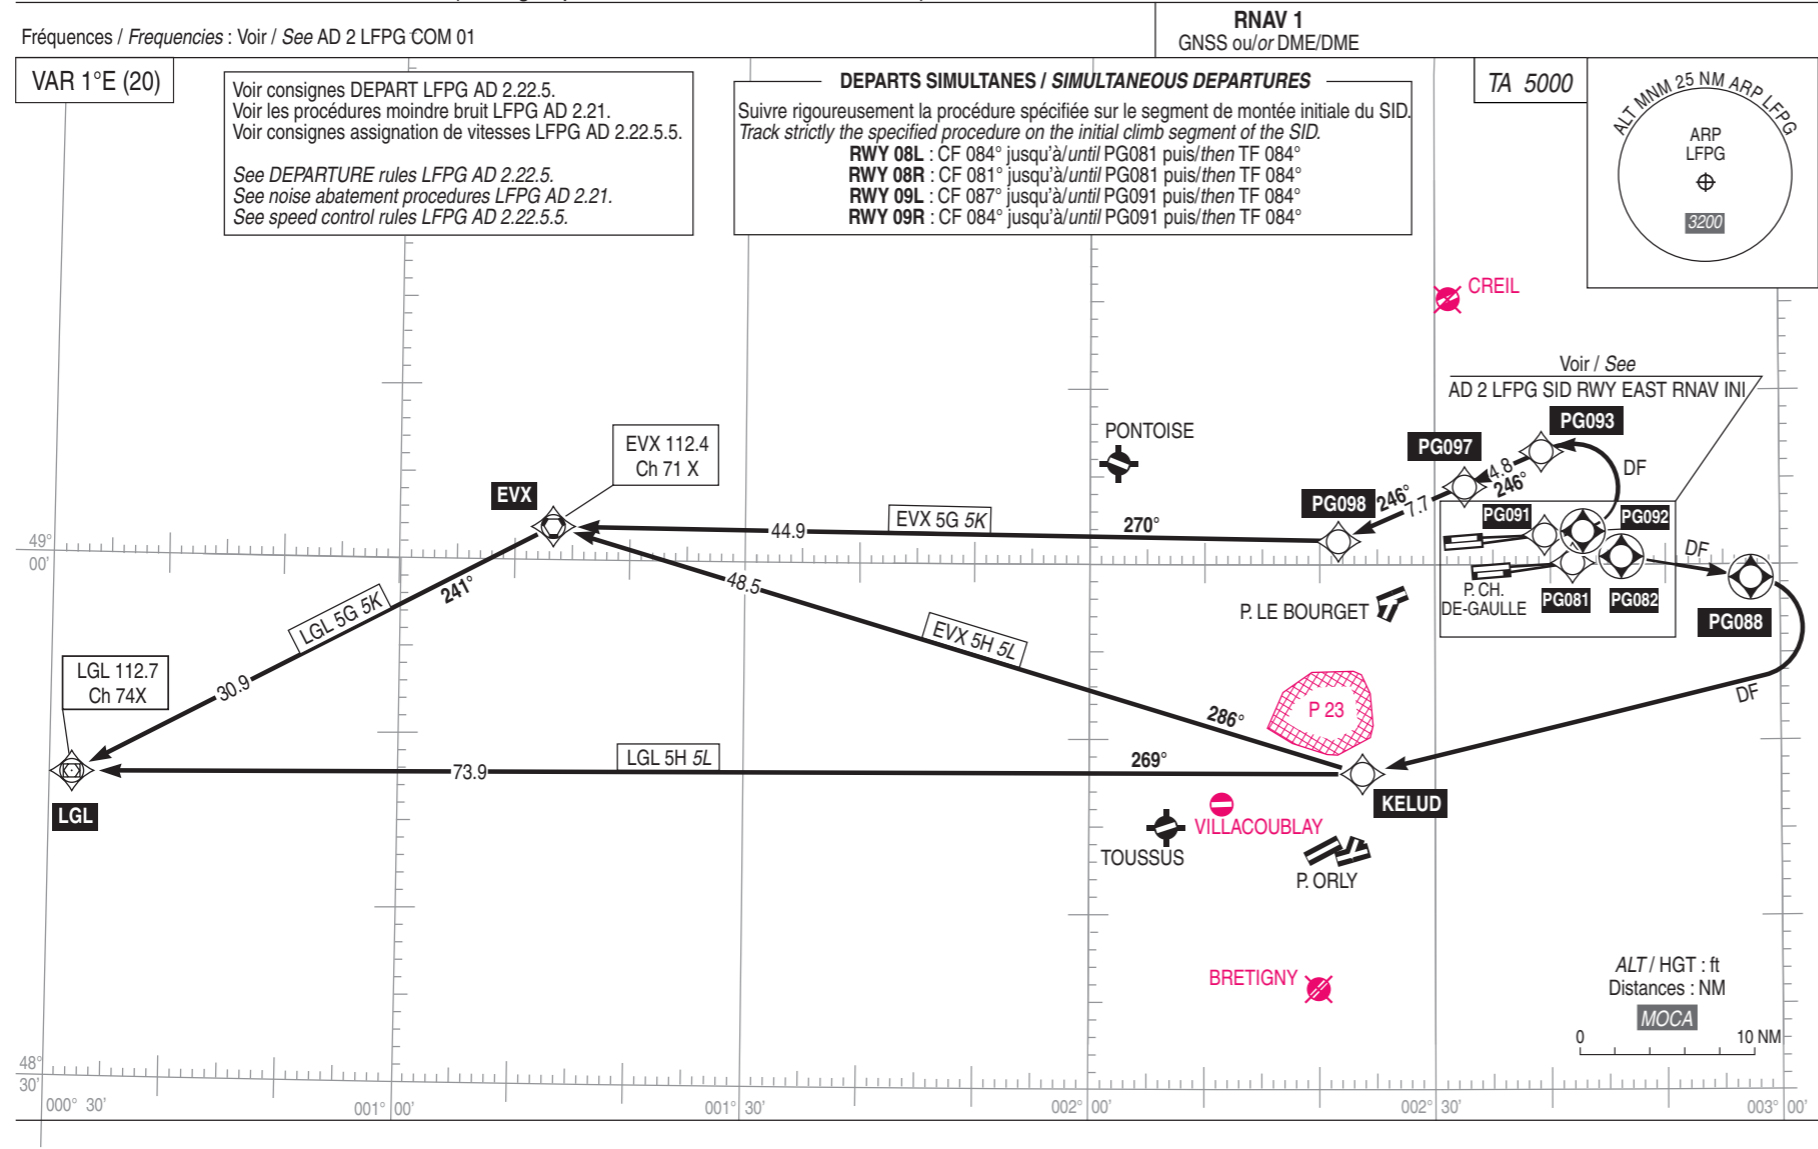 Fréquences / Frequencies : Voir / See AD 2 LFPG COM 01
RNAV 1
GNSS ou/or DME/DME
VAR 1°E (20)
Voir consignes DEPART LFPG AD 2.22.5.
Voir les procédures moindre bruit LFPG AD 2.21.
Voir consignes assignation de vitesses LFPG AD 2.22.5.5.
See DEPARTURE rules LFPG AD 2.22.5.
See noise abatement procedures LFPG AD 2.21.
See speed control rules LFPG AD 2.22.5.5.
DEPARTS SIMULTANES / SIMULTANEOUS DEPARTURES
Suivre rigoureusement la procédure spécifiée sur le segment de montée initiale du SID.
Track strictly the specified procedure on the initial climb segment of the SID.
RWY 08L : CF 084° jusqu'à/until PG081 puis/then TF 084°
RWY 08R : CF 081° jusqu'à/until PG081 puis/then TF 084°
RWY 09L : CF 087° jusqu'à/until PG091 puis/then TF 084°
RWY 09R : CF 084° jusqu'à/until PG091 puis/then TF 084°
TA 5000
ALT MNM 25 NM ARP LFPG
ARP
LFPG
3200
CREIL
Voir / See
AD 2 LFPG SID RWY EAST RNAV INI
PG093
PG097
DF
4.8
246°
PONTOISE
EVX 112.4
Ch 71 X
EVX
PG098
246°
7.7
PG091
PG092
EVX 5G 5K
270°
44.9
49°
00'
DF
P. CH.
DE-GAULLE
PG081
PG082
PG088
48.5
241°
LGL 5G 5K
P. LE BOURGET
EVX 5H 5L
LGL 112.7
Ch 74X
30.9
DF
P 23
286°
LGL 5H 5L
269°
73.9
LGL
KELUD
VILLACOUBLAY
TOUSSUS
P. ORLY
BRETIGNY
ALT / HGT : ft
Distances : NM
MOCA
0
10 NM
48°
30'
000° 30'
001° 00'
001° 30'
002° 00'
002° 30'
003° 00'